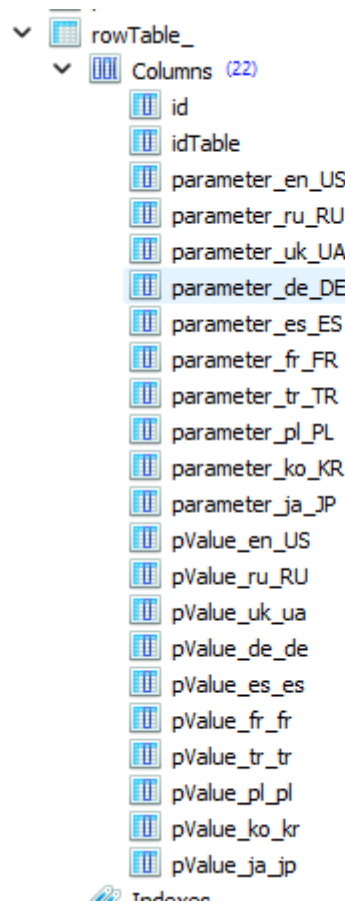 rowTable_
Columns (22)
id
idTable
parameter_en_US
parameter_ru_RU
parameter_uk_UA
parameter_de_DE
parameter_es_ES
parameter_fr_FR
parameter_tr_TR
parameter_pl_PL
parameter_ko_KR
parameter_ja_JP
pValue_en_US
pValue_ru_RU
pValue_uk_ua
pValue_de_de
pValue_es_es
pValue_fr_fr
pValue_tr_tr
pValue_pl_pl
pValue_ko_kr
pValue_ja_jp
Indexes